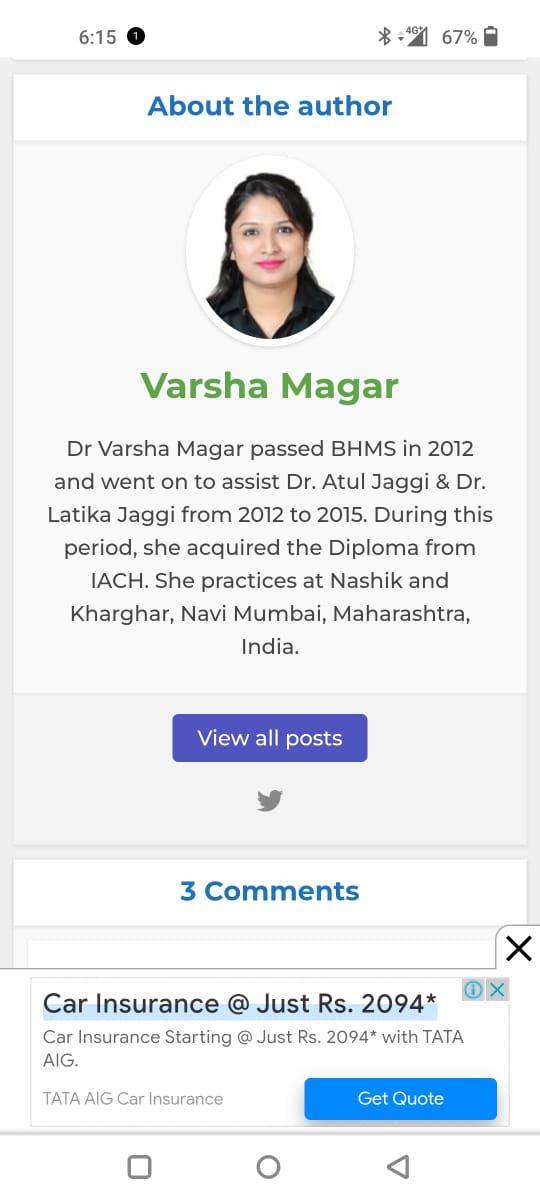 6:15 1 4G+ 67%
About the author
Varsha Magar
Dr Varsha Magar passed BHMS in 2012
and went on to assist Dr. Atul Jaggi & Dr.
Latika Jaggi from 2012 to 2015. During this
period, she acquired the Diploma from
IACH. She practices at Nashik and
Kharghar, Navi Mumbai, Maharashtra,
India.
View all posts
3 Comments
Car Insurance @ Just Rs. 2094*
Car Insurance Starting @ Just Rs. 2094* with TATA
AIG.
TATA AIG Car Insurance Get Quote